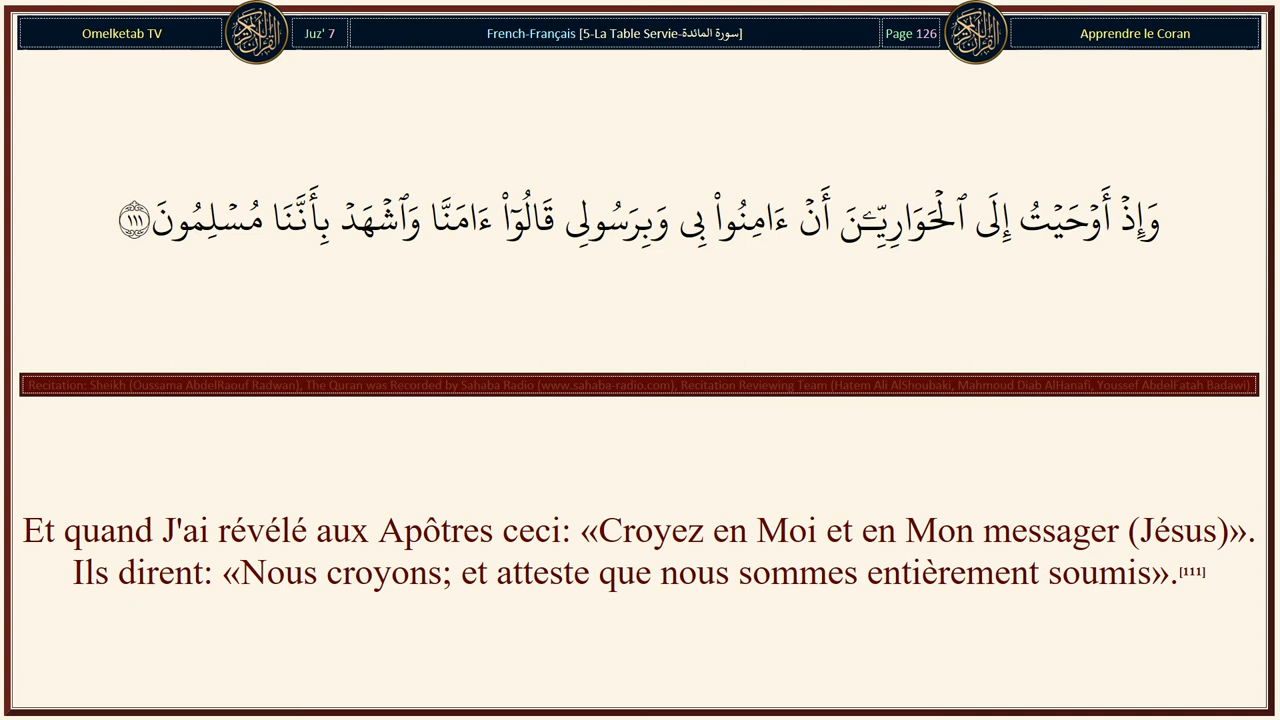 Omelketab TV
Juz' 7
French-Français [5-La Table Servie-سورة المائدة]
Page 126
Apprendre le Coran
وَإِذْ أَوْحَيْتُ إِلَى ٱلْحَوَارِيِّـۧنَ أَنْ ءَامِنُوا۟ بِى وَبِرَسُولِى قَالُوٓا۟ ءَامَنَّا وَٱشْهَدْ بِأَنَّنَا مُسْلِمُونَ ١١١
Recitation: Sheikh (Oussama AbdelRaouf Radwan), The Quran was Recorded by Sahaba Radio (www.sahaba-radio.com), Recitation Reviewing Team (Hatem Ali AlShoubaki, Mahmoud Diab AlHanafi, Youssef AbdelFatah Badawi)
Et quand J'ai révélé aux Apôtres ceci: «Croyez en Moi et en Mon messager (Jésus)».
Ils dirent: «Nous croyons; et atteste que nous sommes entièrement soumis».[111]